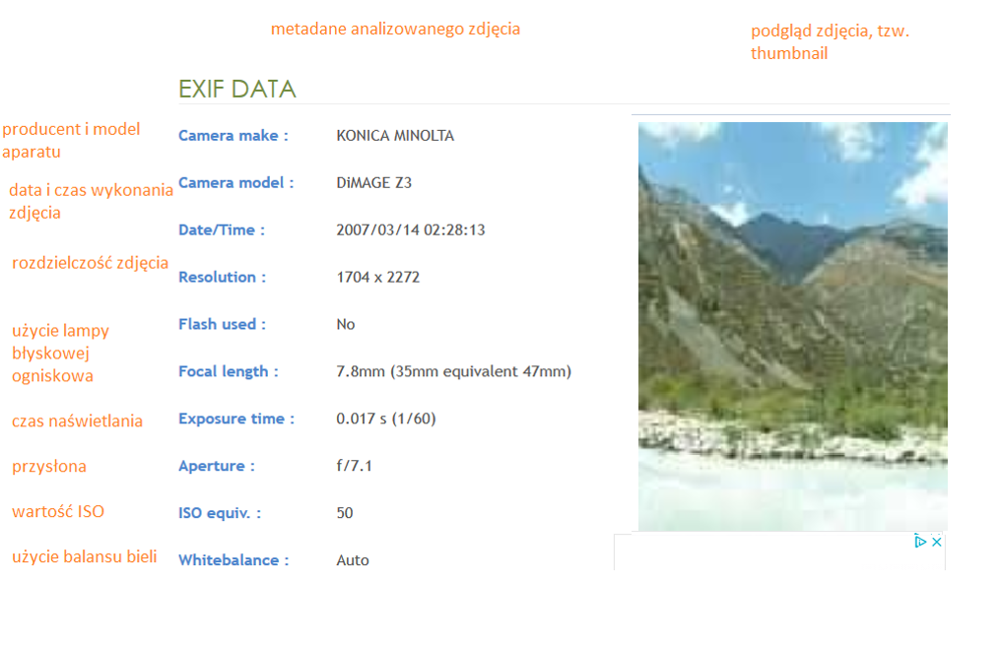 metadane analizowanego zdjęcia
podgląd zdjęcia, tzw.
thumbnail
EXIF DATA
producent i model
aparatu
Camera make : KONICA MINOLTA
data i czas wykonania
zdjęcia
Camera model : DiMAGE Z3
Date/Time : 2007/03/14 02:28:13
rozdzielczość zdjęcia
Resolution : 1704 x 2272
użycie lampy
błyskowej
ogniskowa
Flash used : No
Focal length : 7.8mm (35mm equivalent 47mm)
czas naświetlania
Exposure time : 0.017 s (1/60)
przysłona
Aperture : f/7.1
wartość ISO
ISO equiv. : 50
użycie balansu bieli
Whitebalance : Auto